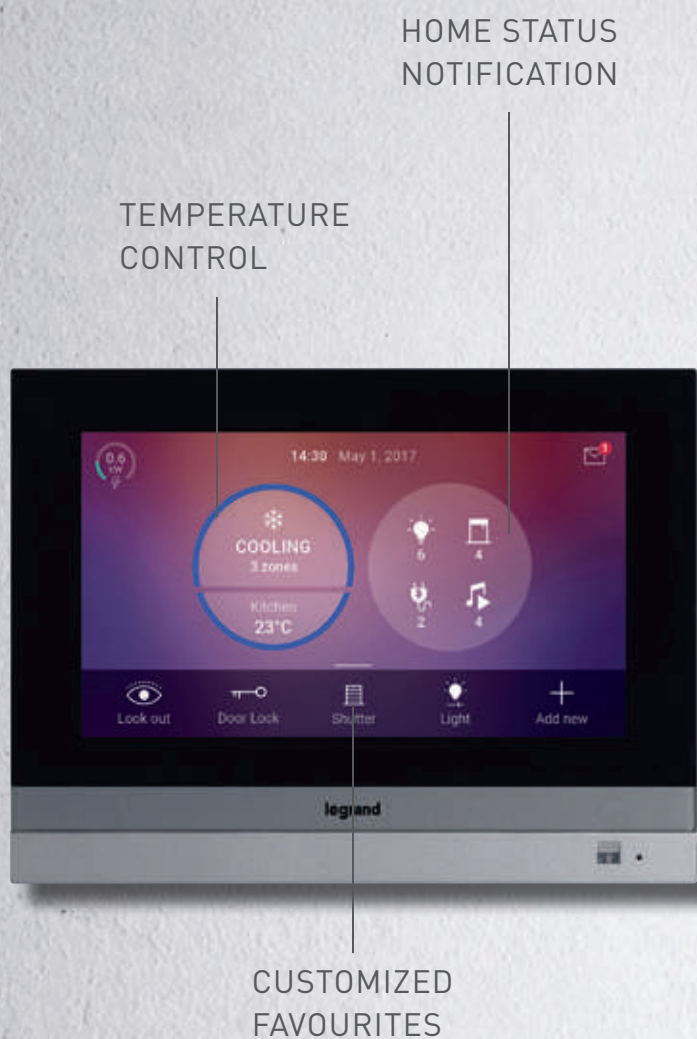 HOME STATUS
NOTIFICATION
TEMPERATURE
CONTROL
0.6
kW
14:30 May 1, 2017
1
COOLING
3 zones
Kitchen
23°C
6
4
2
4
Look out
Door Lock
Shutter
Light
Add new
legrand
CUSTOMIZED
FAVOURITES